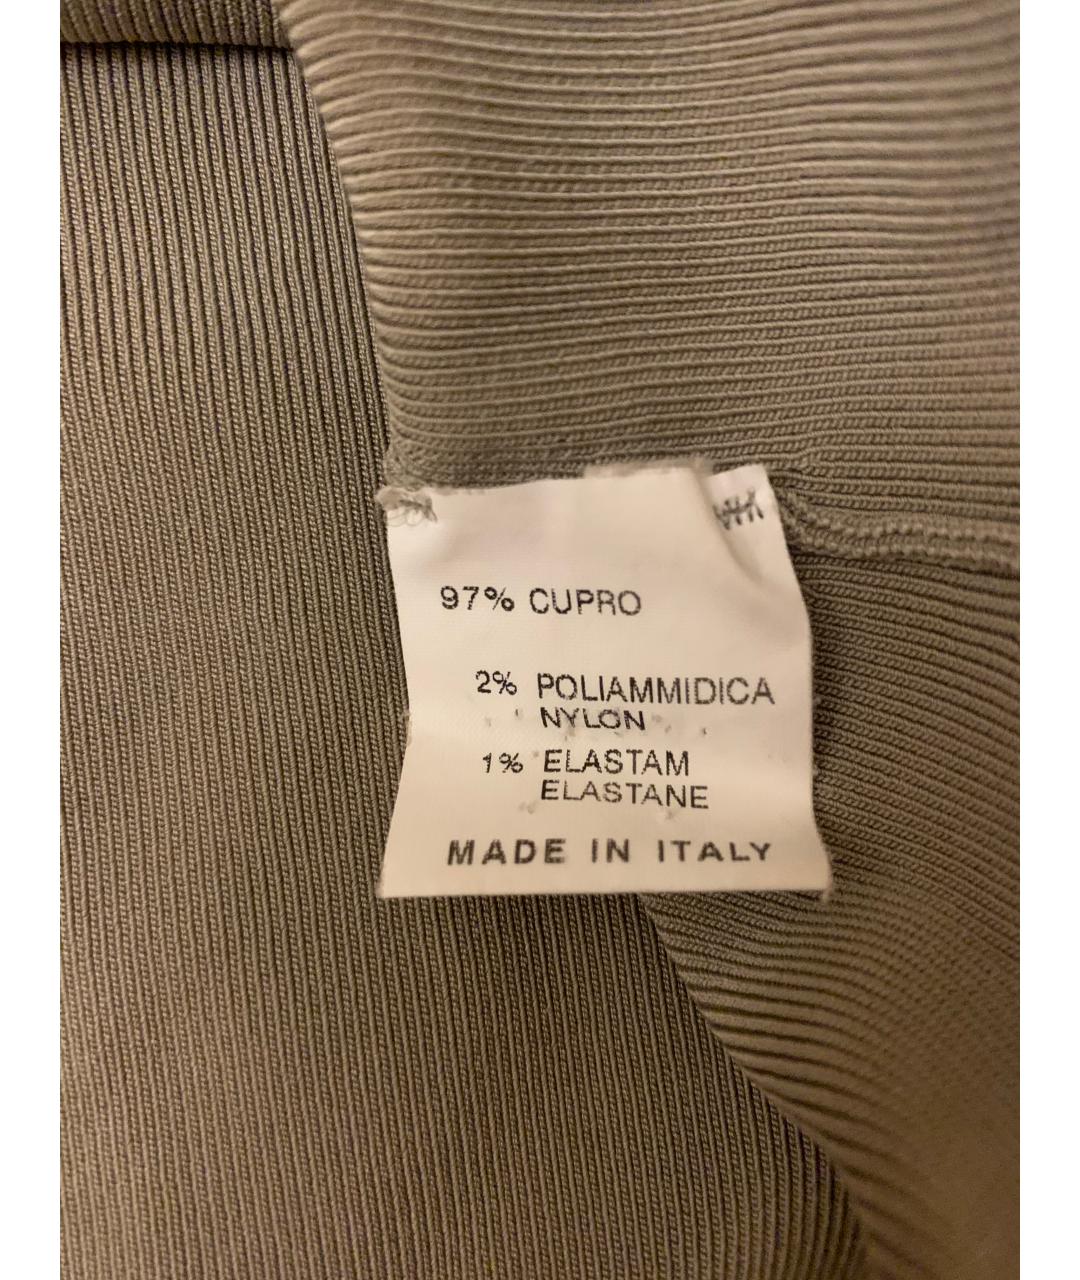 97% CUPRO
2% POLIAMMIDICA
NYLON
1% ELASTAM
ELASTANE
MADE IN ITALY